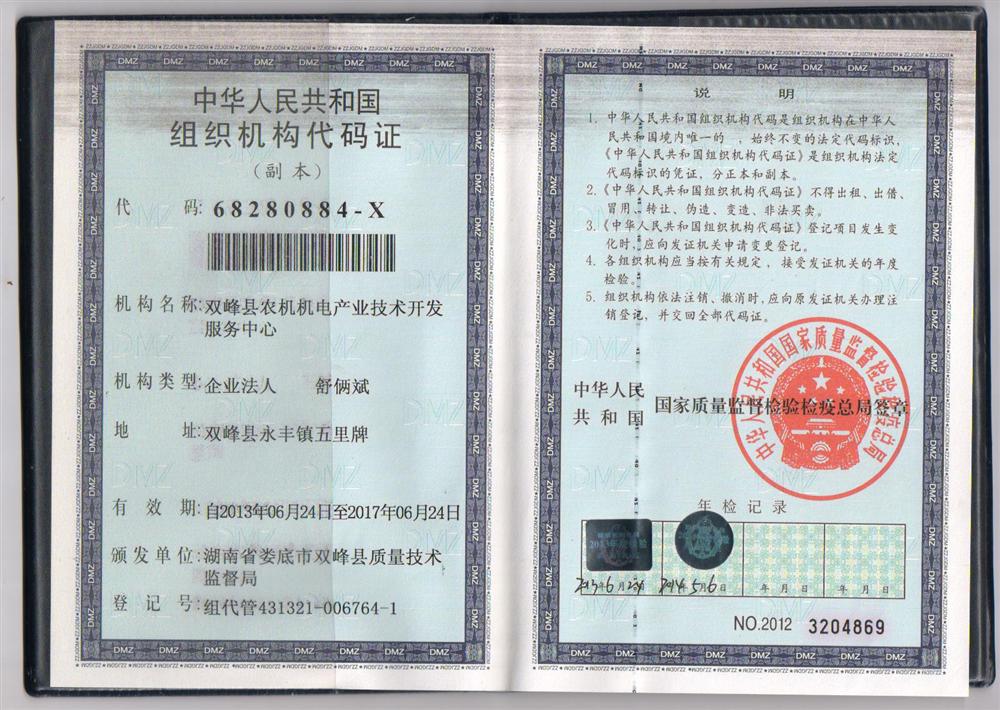 中华人民共和国
组织机构代码证
（副本）
代 码: 68280884-X
机构名称: 双峰县农机机电产业技术开发
服务中心
机构类型: 企业法人 舒俩斌
地 址: 双峰县永丰镇五里牌
有 效 期: 自2013年06月24日至2017年06月24日
颁发单位: 湖南省娄底市双峰县质量技术
监督局
登 记 号: 组代管431321-006764-1
说 明
1. 中华人民共和国组织机构代码是组织机构在中华人
民共和国境内唯一的、始终不变的法定代码标识,
《中华人民共和国组织机构代码证》是组织机构法定
代码标识的凭证，分正本和副本。
2.《中华人民共和国组织机构代码证》不得出租、出借、
冒用、转让、伪造、变造、非法买卖。
3.《中华人民共和国组织机构代码证》登记项目发生变
化时，应向发证机关申请变更登记。
4. 各组织机构应当按有关规定，接受发证机关的年度
检验。
5. 组织机构依法注销、撤消时,应向原发证机关办理注
销登记，并交回全部代码证。
中华人民共和国国家质量监督检验检疫总局
中华人民
共和国
国家质量监督检验检疫总局签章
年检记录
2014年5月6日
年 月 日
年 月 日
NO.2012 3204869